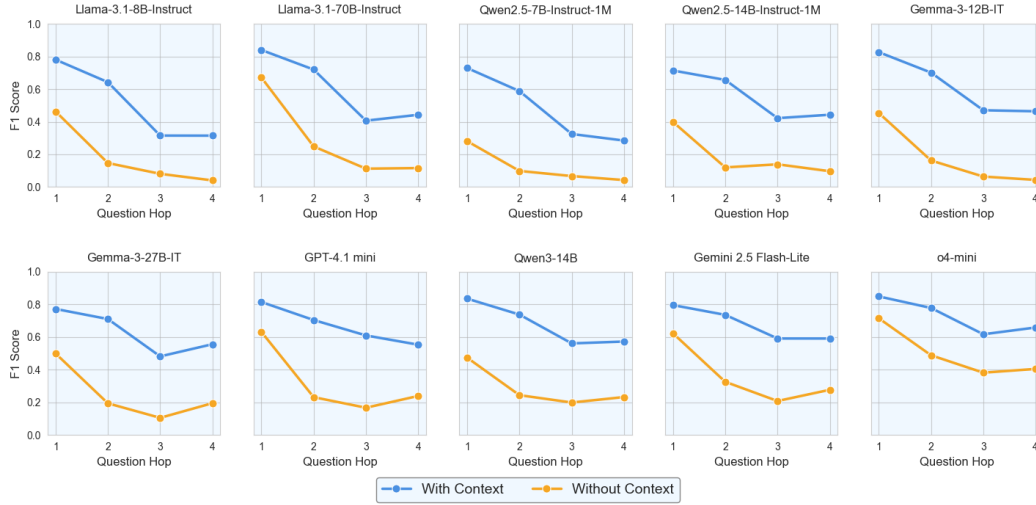 Llama-3.1-8B-Instruct
Llama-3.1-70B-Instruct
Qwen2.5-7B-Instruct-1M
Qwen2.5-14B-Instruct-1M
Gemma-3-12B-IT
1.0
0.8
0.6
0.4
0.2
0.0
F1 Score
1 2 3 4
1 2 3 4
1 2 3 4
1 2 3 4
1 2 3 4
Question Hop
Question Hop
Question Hop
Question Hop
Question Hop
Gemma-3-27B-IT
GPT-4.1 mini
Qwen3-14B
Gemini 2.5 Flash-Lite
o4-mini
1.0
0.8
0.6
0.4
0.2
0.0
F1 Score
1 2 3 4
1 2 3 4
1 2 3 4
1 2 3 4
1 2 3 4
Question Hop
Question Hop
Question Hop
Question Hop
Question Hop
With Context
Without Context